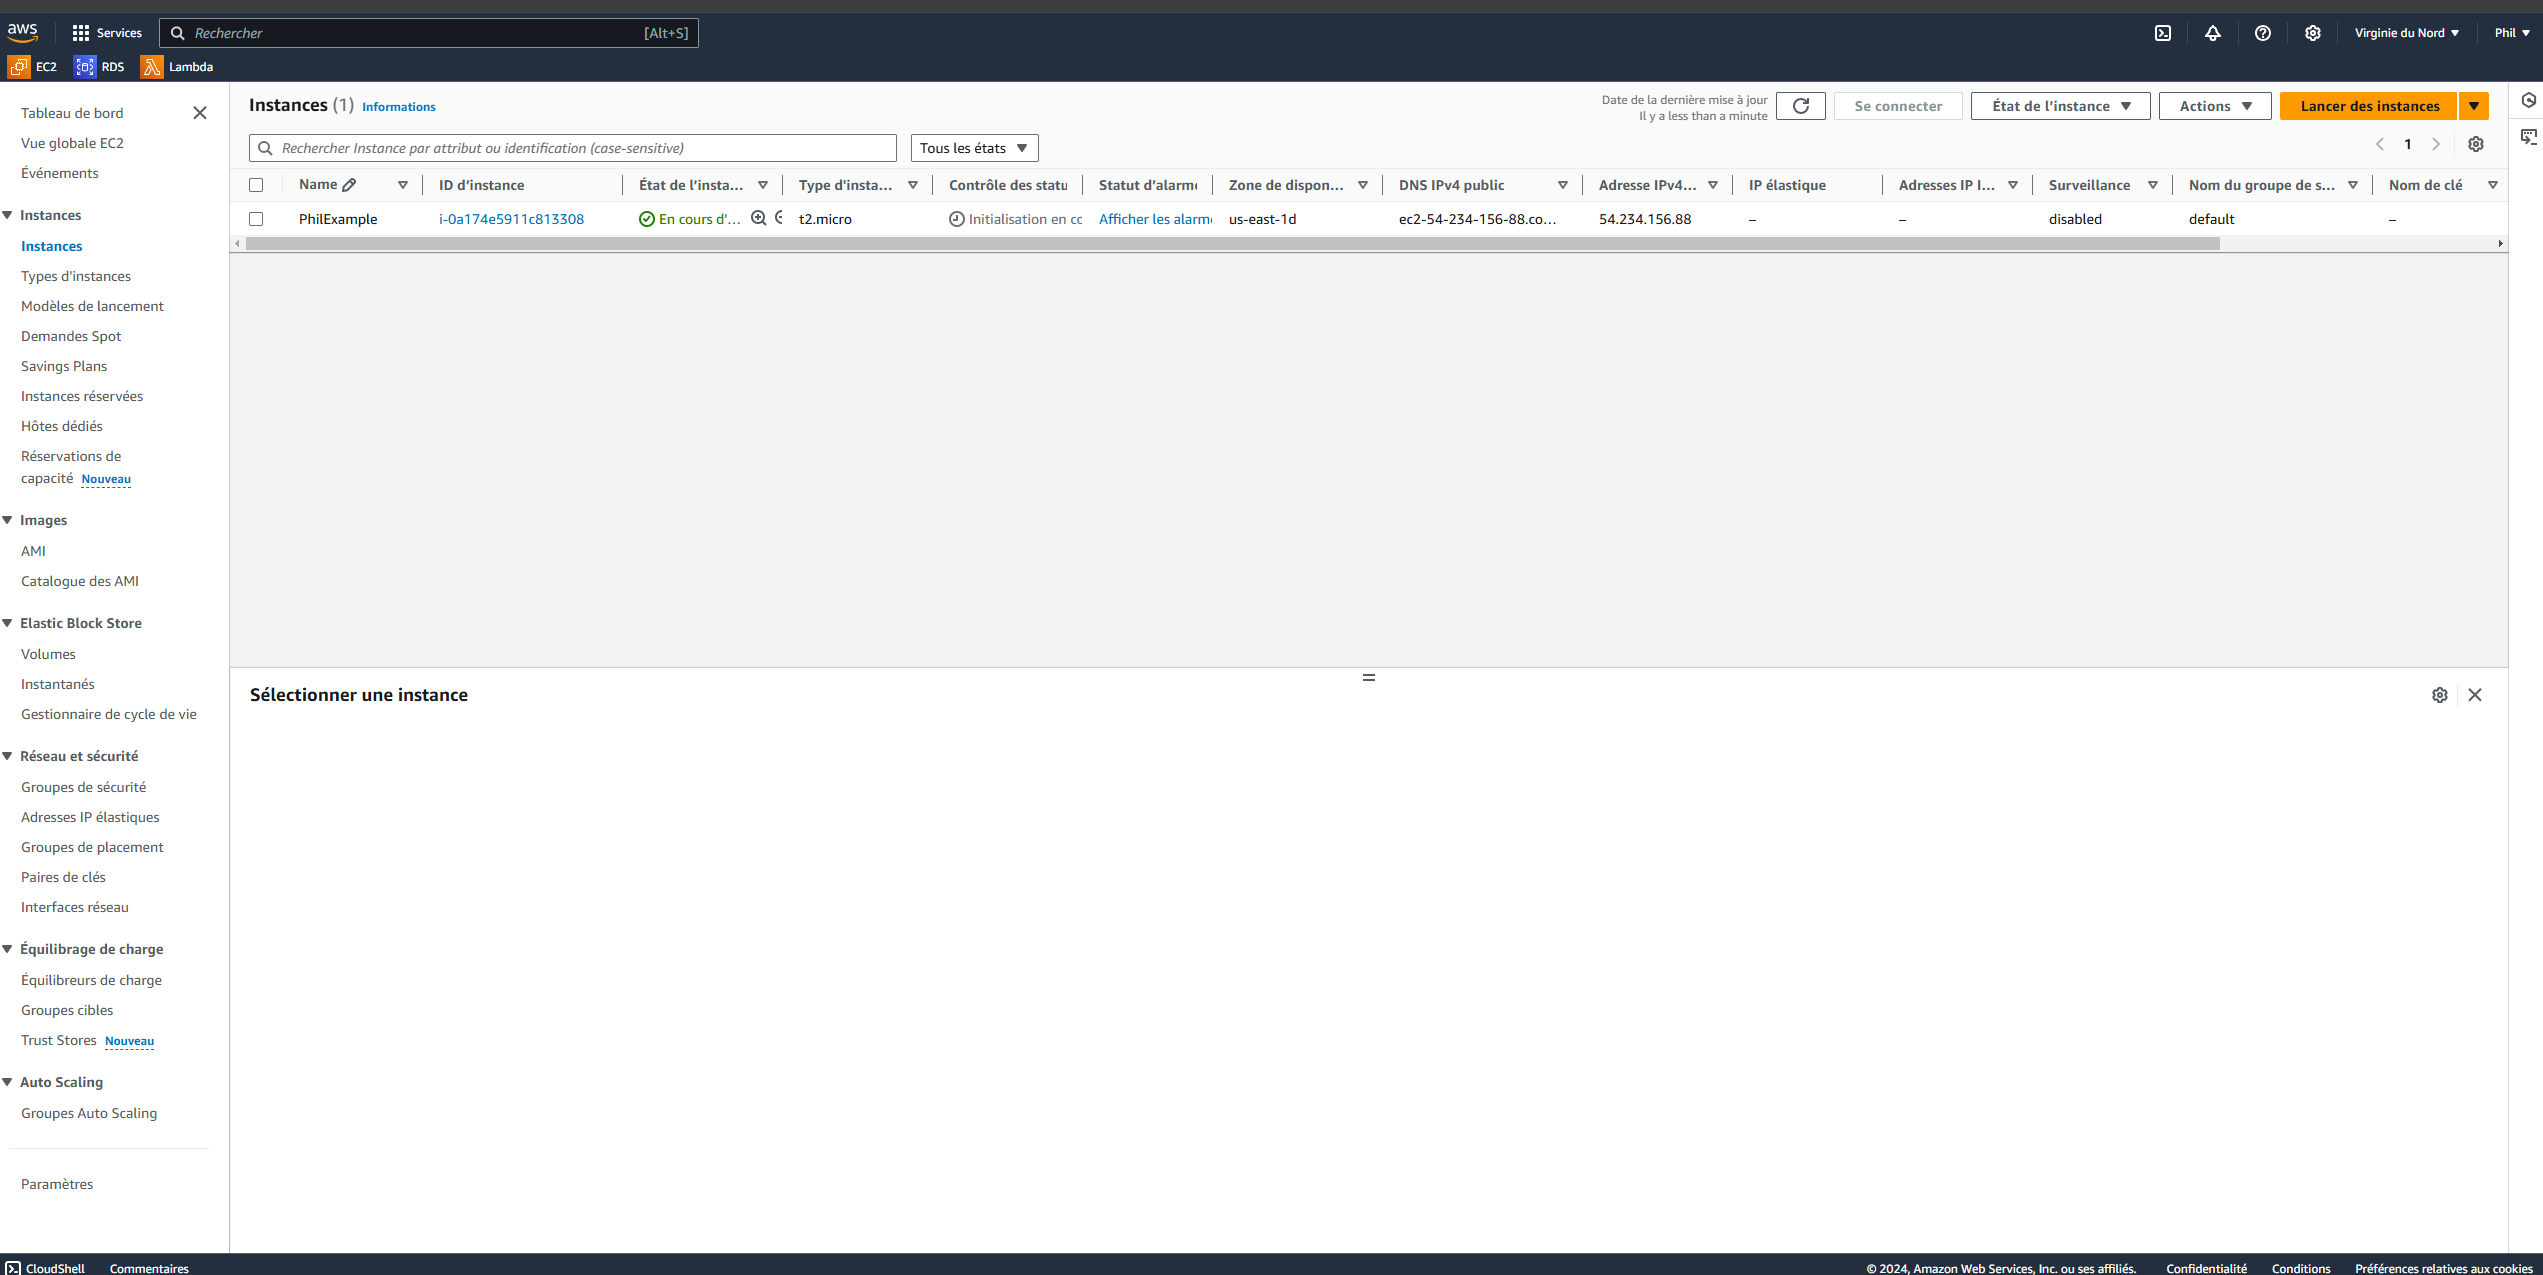 aws Services Rechercher [Alt+S] Virginie du Nord Phil
EC2 RDS Lambda
Tableau de bord
Vue globale EC2
Événements
Instances
Instances
Types d'instances
Modèles de lancement
Demandes Spot
Savings Plans
Instances réservées
Hôtes dédiés
Réservations de
capacité Nouveau
Images
AMI
Catalogue des AMI
Elastic Block Store
Volumes
Instantanés
Gestionnaire de cycle de vie
Réseau et sécurité
Groupes de sécurité
Adresses IP élastiques
Groupes de placement
Paires de clés
Interfaces réseau
Équilibrage de charge
Équilibreurs de charge
Groupes cibles
Trust Stores Nouveau
Auto Scaling
Groupes Auto Scaling
Paramètres
Instances (1) Informations
Date de la dernière mise à jour
Il y a less than a minute
Se connecter État de l’instance Actions Lancer des instances
Rechercher Instance par attribut ou identification (case-sensitive) Tous les états 1
Name ID d’instance État de l’insta... Type d'insta... Contrôle des statu Statut d’alarm Zone de dispon... DNS IPv4 public Adresse IPv4... IP élastique Adresses IP I... Surveillance Nom du groupe de s... Nom de clé
PhilExample i-0a174e5911c813308 En cours d'... t2.micro Initialisation en co Afficher les alarm us-east-1d ec2-54-234-156-88.co... 54.234.156.88 – – disabled default –
Sélectionner une instance
CloudShell Commentaires © 2024, Amazon Web Services, Inc. ou ses affiliés. Confidentialité Conditions Préférences relatives aux cookies